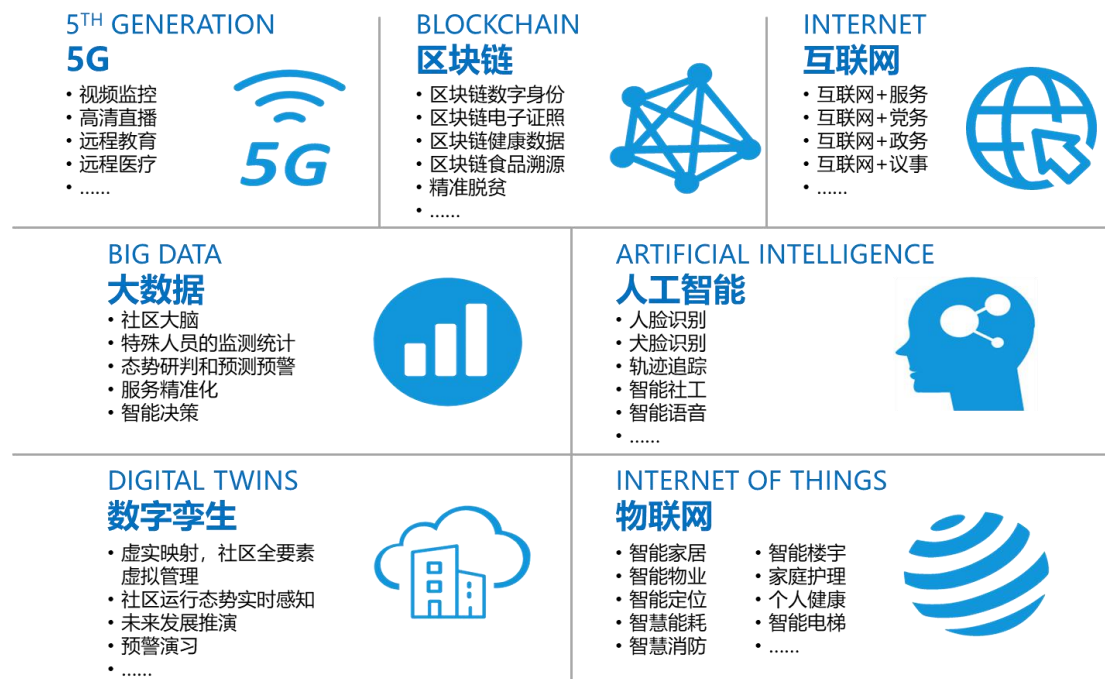 5TH GENERATION
5G
• 视频监控
• 高清直播
• 远程教育
• 远程医疗
• ......
5G
BLOCKCHAIN
区块链
• 区块链数字身份
• 区块链电子证照
• 区块链健康数据
• 区块链食品溯源
• 精准脱贫
• ......
INTERNET
互联网
• 互联网+服务
• 互联网+党务
• 互联网+政务
• 互联网+议事
• ......
BIG DATA
大数据
• 社区大脑
• 特殊人员的监测统计
• 态势研判和预测预警
• 服务精准化
• 智能决策
ARTIFICIAL INTELLIGENCE
人工智能
• 人脸识别
• 犬脸识别
• 轨迹追踪
• 智能社工
• 智能语音
• ......
DIGITAL TWINS
数字孪生
• 虚实映射，社区全要素
虚拟管理
• 社区运行态势实时感知
• 未来发展推演
• 预警演习
• ......
INTERNET OF THINGS
物联网
• 智能家居
• 智能物业
• 智能定位
• 智慧能耗
• 智慧消防
• 智能楼宇
• 家庭护理
• 个人健康
• 智能电梯
• ......